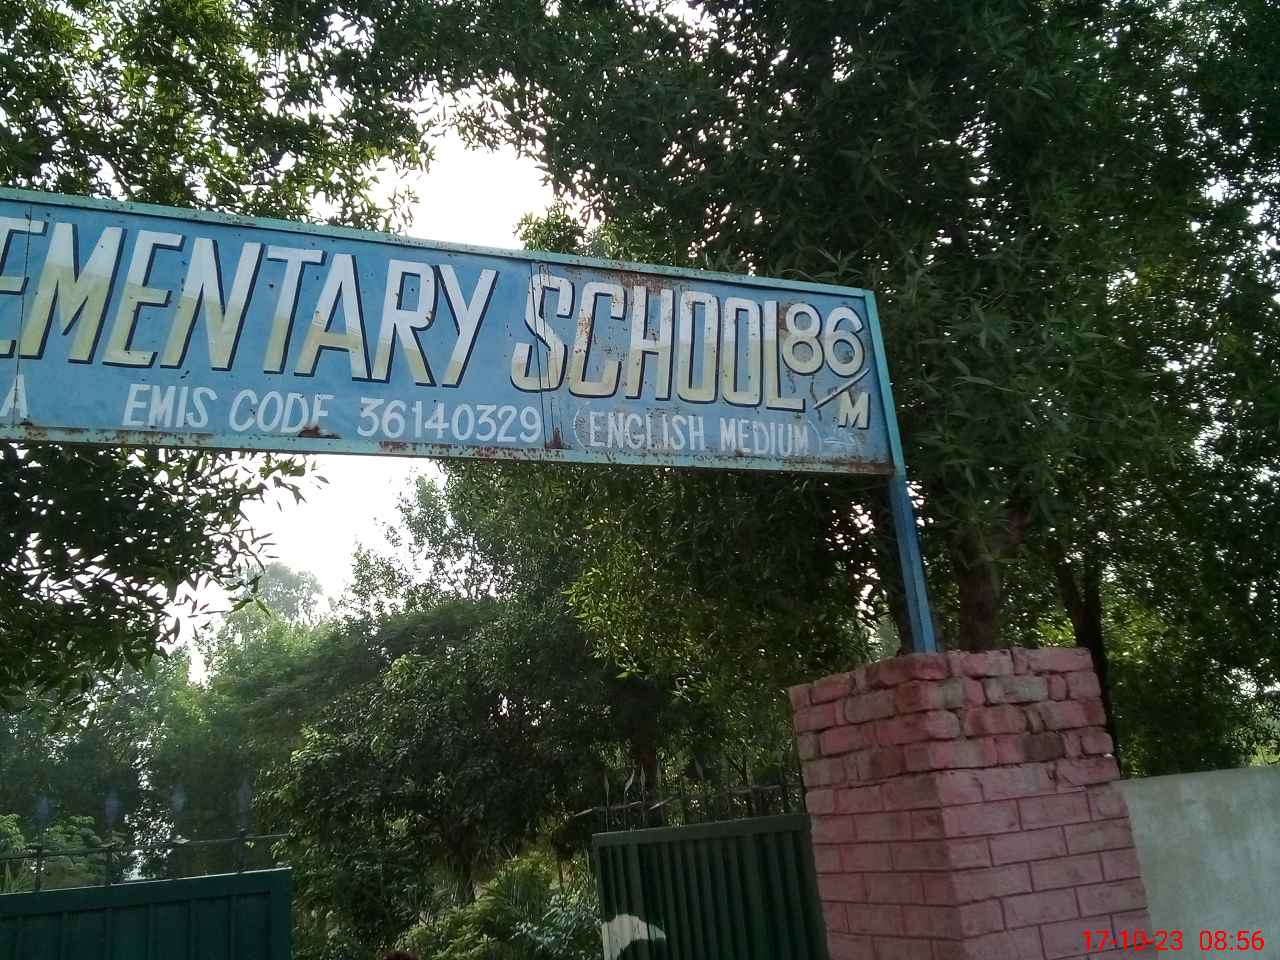 EMENTARY SCHOOL 86/M
A EMIS CODE 36140329 (ENGLISH MEDIUM)
17-10-23 08:56